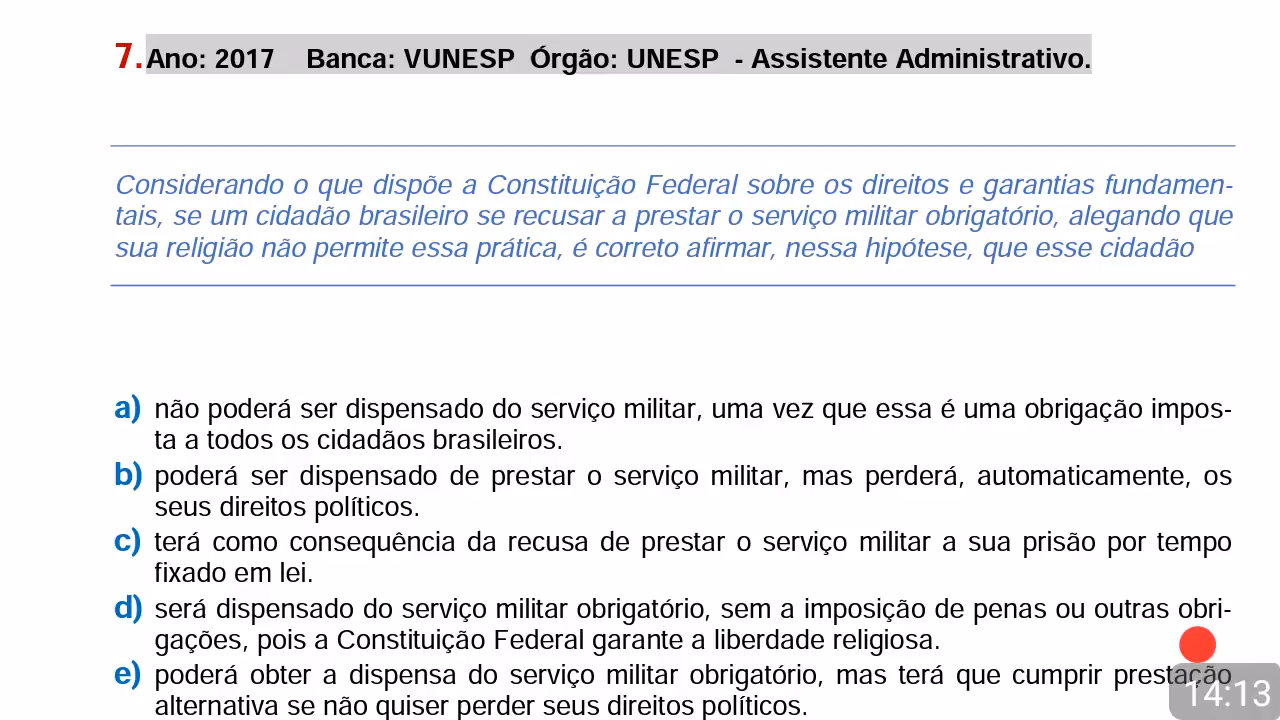 7. Ano: 2017 Banca: VUNESP Órgão: UNESP - Assistente Administrativo.
Considerando o que dispõe a Constituição Federal sobre os direitos e garantias fundamen-
tais, se um cidadão brasileiro se recusar a prestar o serviço militar obrigatório, alegando que
sua religião não permite essa prática, é correto afirmar, nessa hipótese, que esse cidadão
a) não poderá ser dispensado do serviço militar, uma vez que essa é uma obrigação impos-
ta a todos os cidadãos brasileiros.
b) poderá ser dispensado de prestar o serviço militar, mas perderá, automaticamente, os
seus direitos políticos.
c) terá como consequência da recusa de prestar o serviço militar a sua prisão por tempo
fixado em lei.
d) será dispensado do serviço militar obrigatório, sem a imposição de penas ou outras obri-
gações, pois a Constituição Federal garante a liberdade religiosa.
e) poderá obter a dispensa do serviço militar obrigatório, mas terá que cumprir prestação
alternativa se não quiser perder seus direitos políticos.
14:13